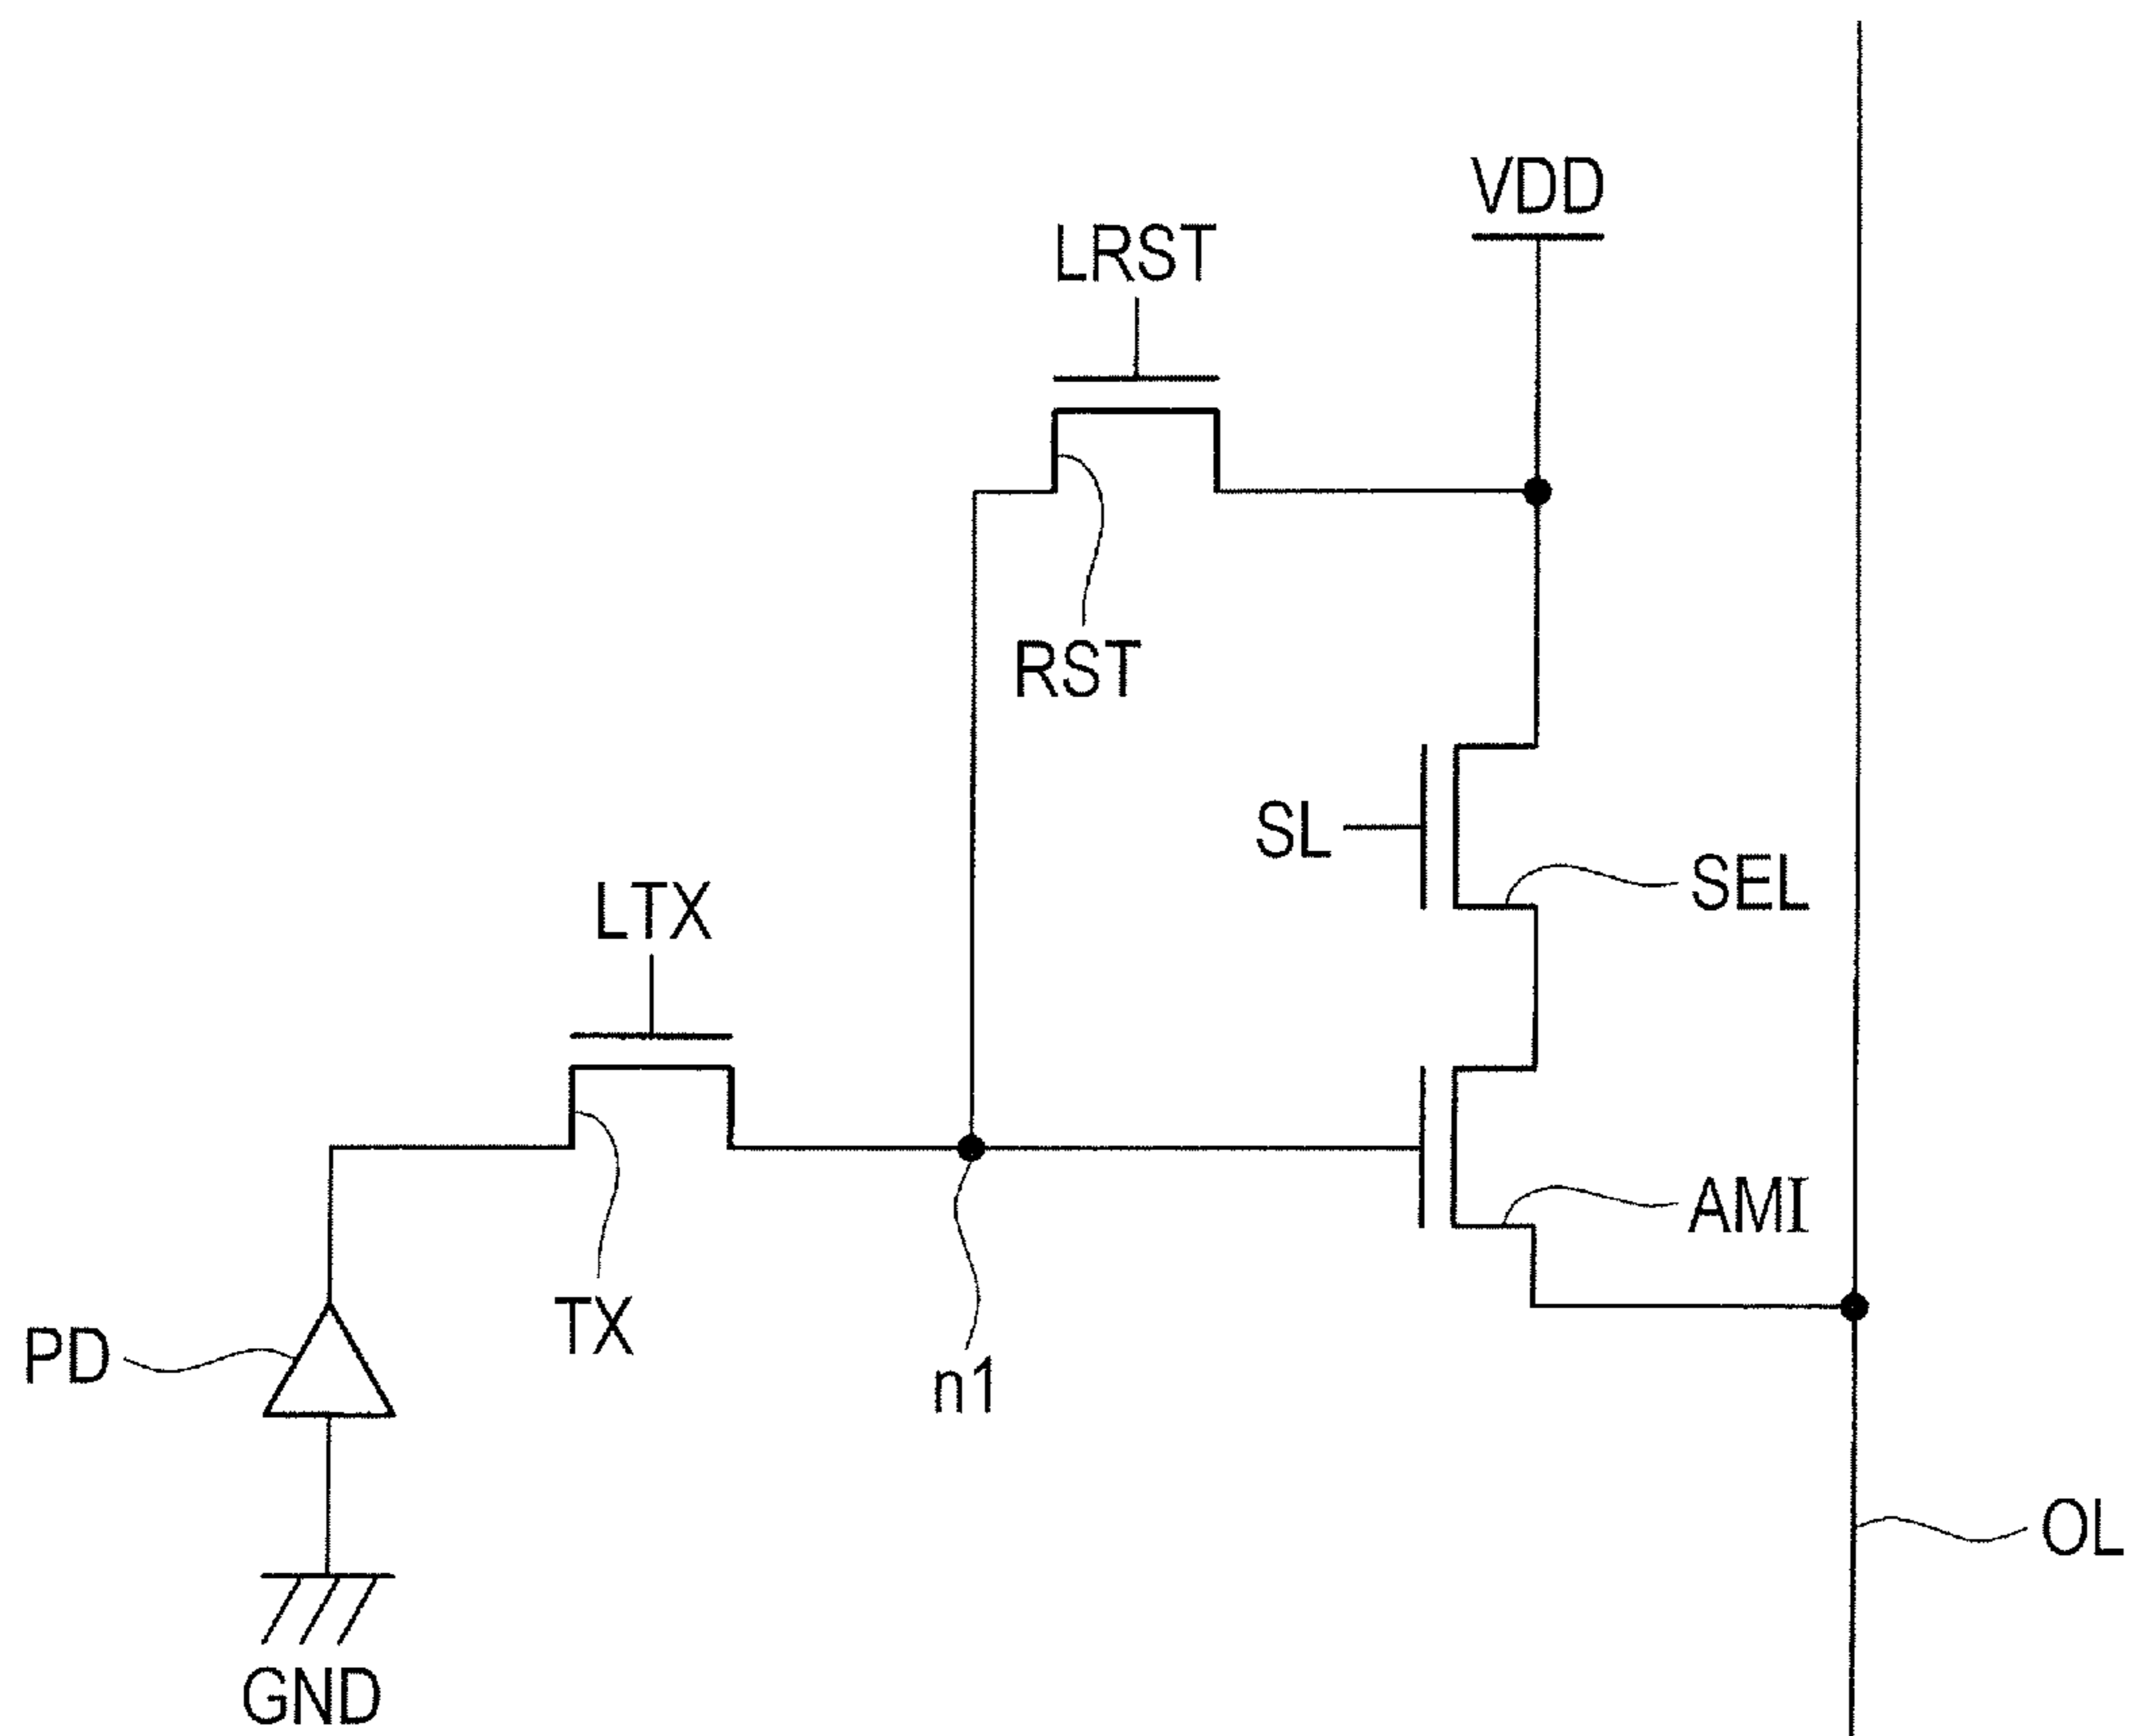 VDD
LRST
RST
SL
SEL
LTX
AMI
TX
PD
n1
OL
GND